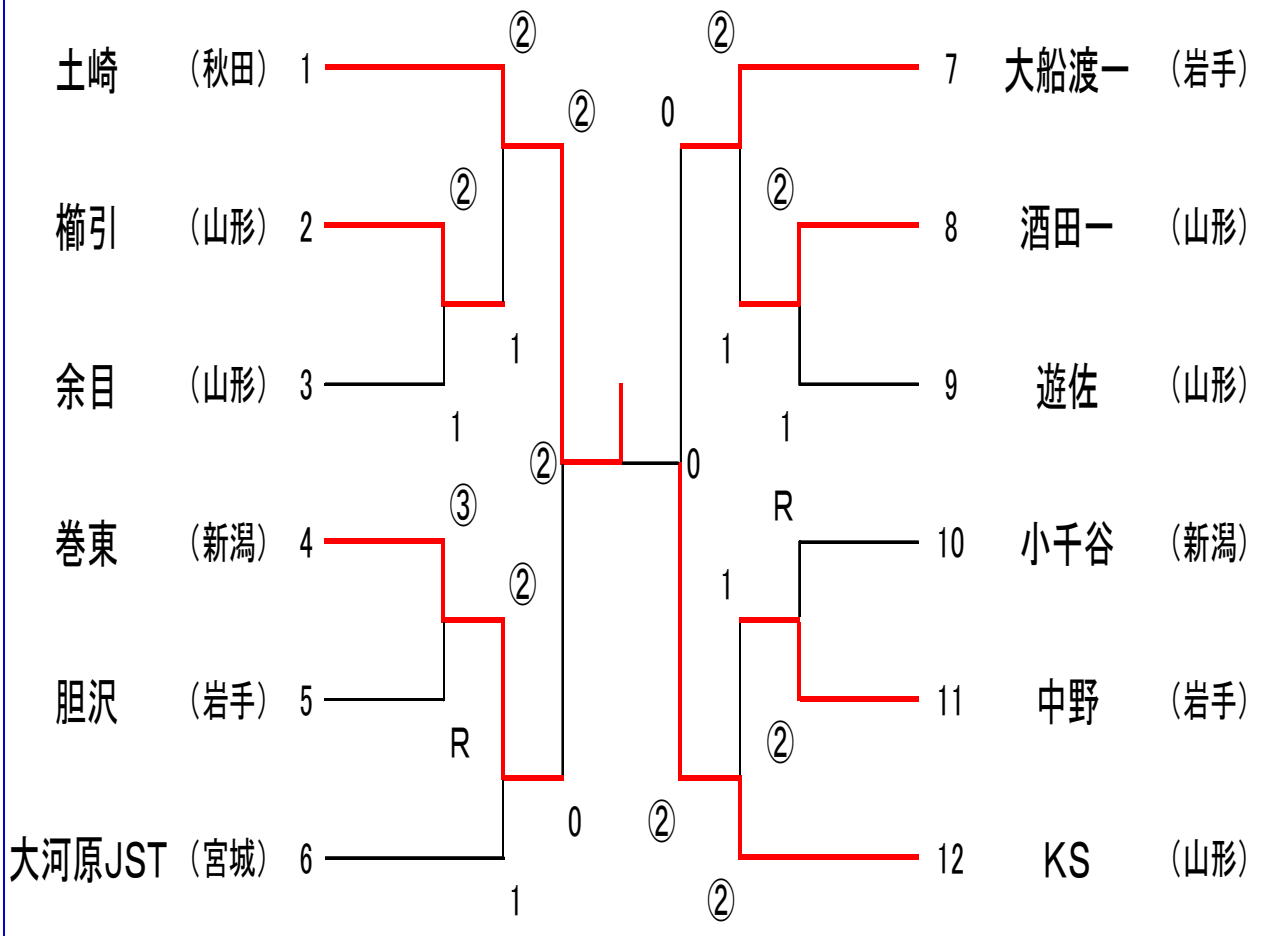 ② ②
土崎 (秋田) 1 7 大船渡一 (岩手)
② 0
② ②
櫛引 (山形) 2 8 酒田一 (山形)
1 1
余目 (山形) 3 9 遊佐 (山形)
1 1
② 0
③ R
巻東 (新潟) 4 10 小千谷 (新潟)
② 1
胆沢 (岩手) 5 11 中野 (岩手)
R ②
0 ②
大河原JST (宮城) 6 12 KS (山形)
1 ②